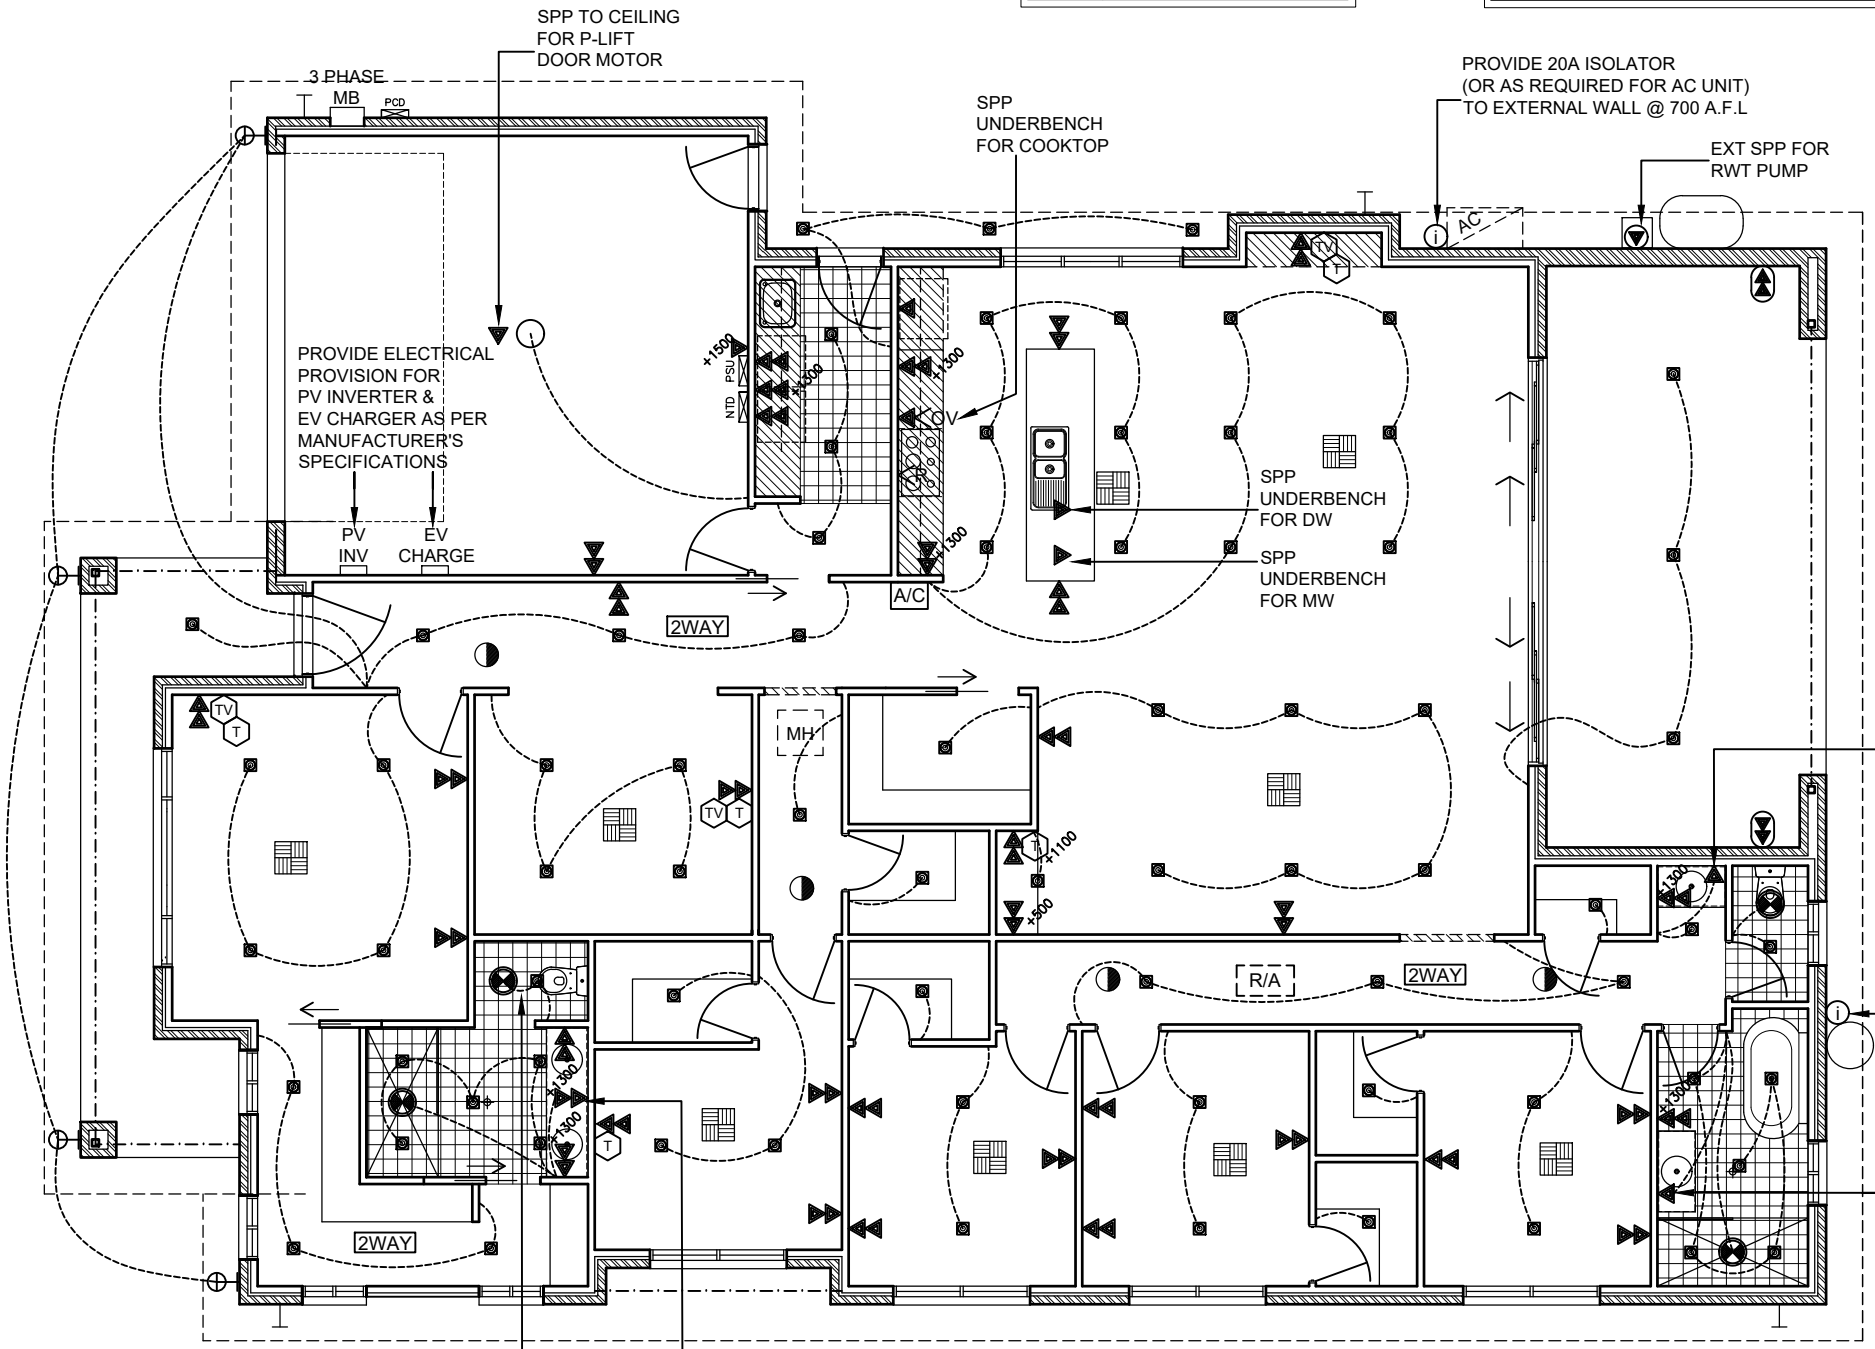 SPP TO CEILING
FOR P-LIFT
DOOR MOTOR
3 PHASE
MB
PCD
SPP
UNDERBENCH
FOR COOKTOP
PROVIDE 20A ISOLATOR
(OR AS REQUIRED FOR AC UNIT)
TO EXTERNAL WALL @ 700 A.F.L
EXT SPP FOR
RWT PUMP
i
AC
TV
T
PROVIDE ELECTRICAL
PROVISION FOR
PV INVERTER &
EV CHARGER AS PER
MANUFACTURER'S
SPECIFICATIONS
+1500
PSU
NTD
+1300
+1300
OV
+1300
PV
INV
EV
CHARGE
SPP
UNDERBENCH
FOR DW
SPP
UNDERBENCH
FOR MW
A/C
2WAY
TV
T
MH
TV
T
T
+1100
+500
+1300
R/A
2WAY
i
+1300
+1300
+1300
T
2WAY